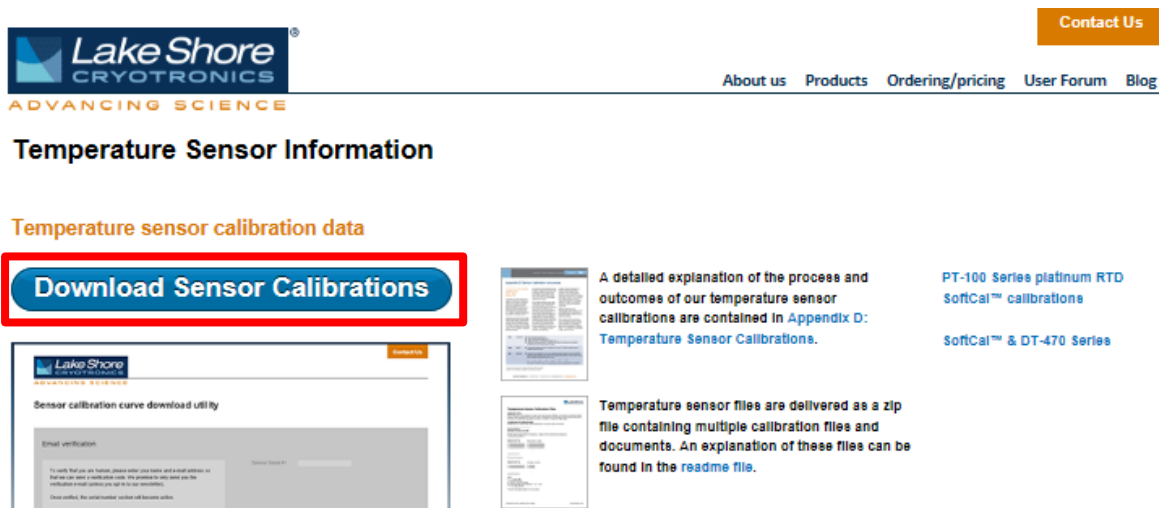 Contact Us
Lake Shore ®
CRYOTRONICS
ADVANCING SCIENCE
About us Products Ordering/pricing User Forum Blog
Temperature Sensor Information
Temperature sensor calibration data
Download Sensor Calibrations
A detailed explanation of the process and
outcomes of our temperature sensor
calibrations are contained in Appendix D:
Temperature Sensor Calibrations.
PT-100 Series platinum RTD
SoftCal™ calibrations
SoftCal™ & DT-470 Series
Contact Us
Lake Shore
CRYOTRONICS
ADVANCING SCIENCE
Sensor calibration curve download utility
Email verification
To verify that you are human, please enter your name and e-mail address so
that we can send a verification code. We promise to only send you the
verification e-mail (unless you opt in to our newsletter).
Once verified, the serial number section will become active.
Temperature sensor files are delivered as a zip
file containing multiple calibration files and
documents. An explanation of these files can be
found in the readme file.